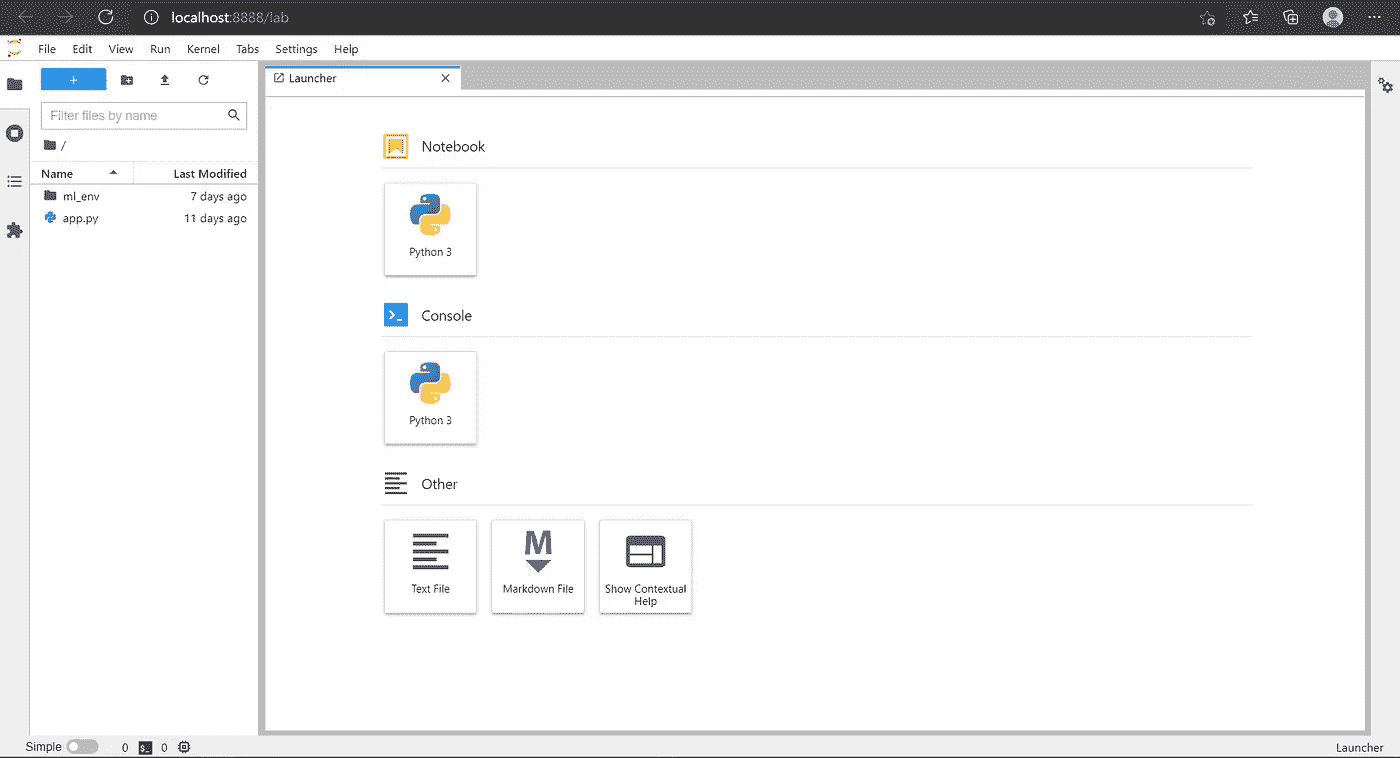 localhost:8888/lab
File Edit View Run Kernel Tabs Settings Help
+
Launcher
Filter files by name
/
Name Last Modified
ml_env 7 days ago
app.py 11 days ago
Notebook
Python 3
Console
>_
Python 3
Other
Text File
M
Markdown File
Show Contextual
Help
Simple 0 $_ 0 Launcher